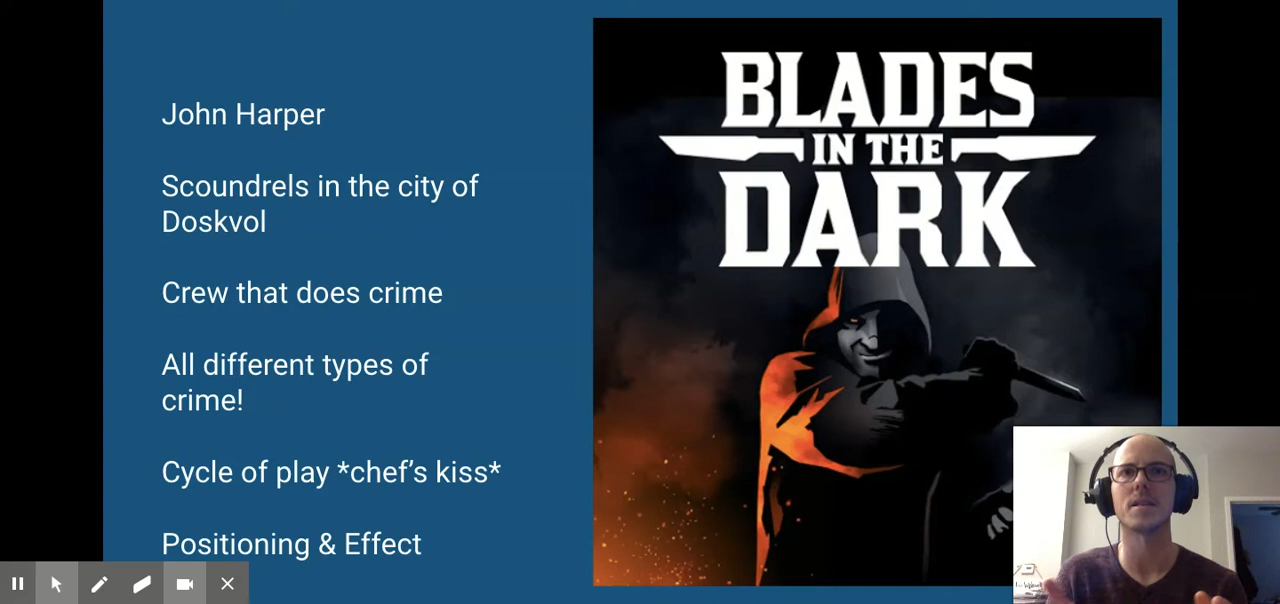 John Harper
Scoundrels in the city of
Doskvol
Crew that does crime
All different types of
crime!
Cycle of play *chef's kiss*
Positioning & Effect
BLADES
IN THE
DARK